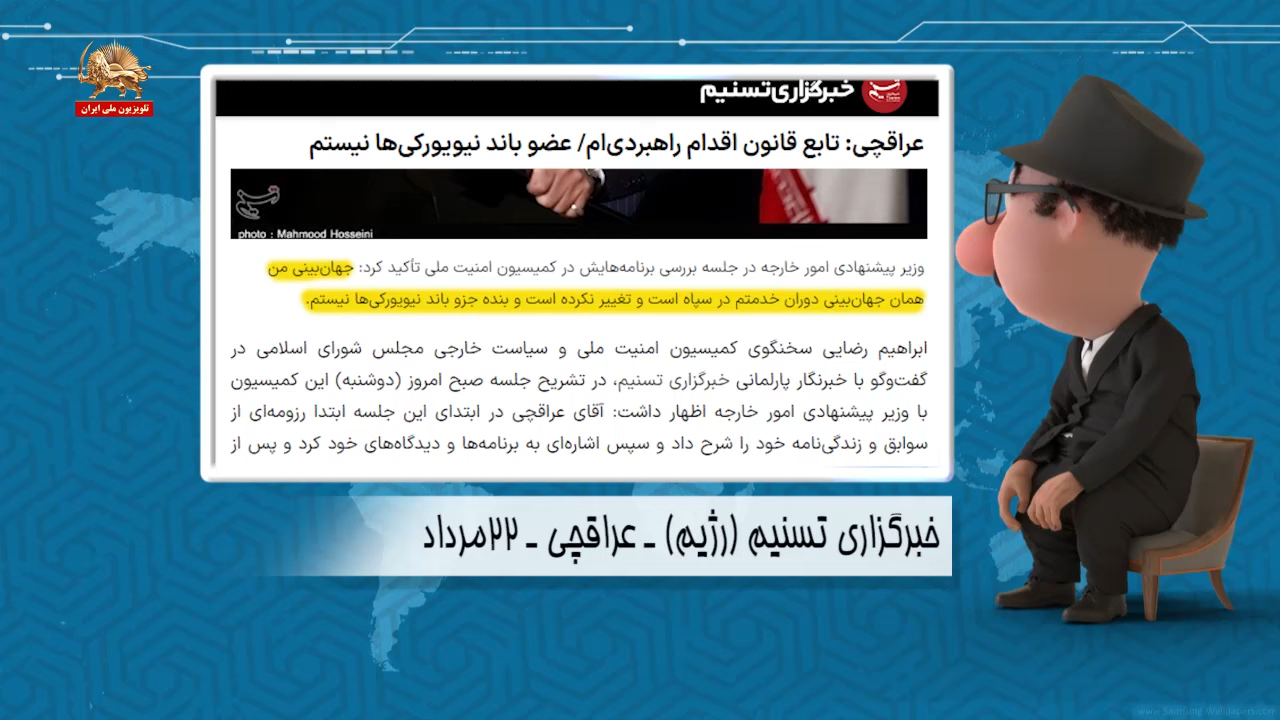 تلویزیون ملی ایران
خبرگزاری تسنیم
عراقچی: تابع قانون اقدام راهبردی‌ام/ عضو باند نیویورکی‌ها نیستم
photo : Mahmood Hosseini
وزیر پیشنهادی امور خارجه در جلسه بررسی برنامه‌هایش در کمیسیون امنیت ملی تأکید کرد: جهان‌بینی من
همان جهان‌بینی دوران خدمتم در سپاه است و تغییر نکرده است و بنده جزو باند نیویورکی‌ها نیستم.
ابراهیم رضایی سخنگوی کمیسیون امنیت ملی و سیاست خارجی مجلس شورای اسلامی در
گفت‌وگو با خبرنگار پارلمانی خبرگزاری تسنیم، در تشریح جلسه صبح امروز (دوشنبه) این کمیسیون
با وزیر پیشنهادی امور خارجه اظهار داشت: آقای عراقچی در ابتدای این جلسه ابتدا رزومه‌ای از
سوابق و زندگی‌نامه خود را شرح داد و سپس اشاره‌ای به برنامه‌ها و دیدگاه‌های خود کرد و پس از
خبرگزاری تسنیم (رژیم) ـ عراقچی ـ ۲۲مرداد